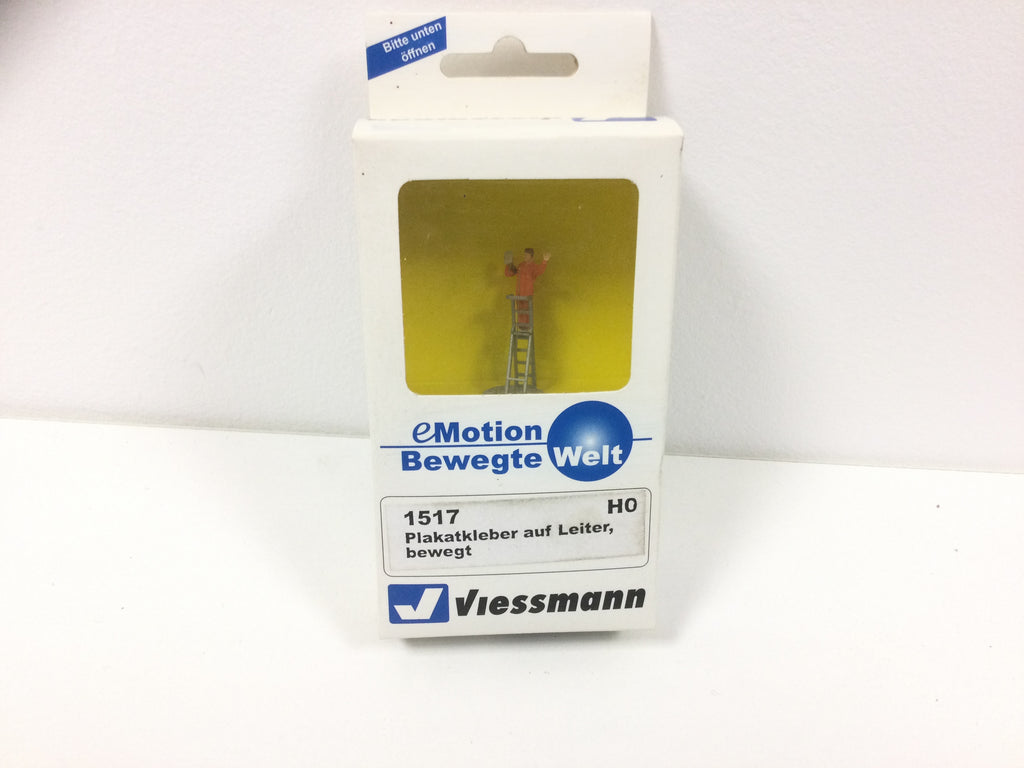 Bitte unten
öffnen
eMotion
Bewegte Welt
1517 H0
Plakatkleber auf Leiter,
bewegt
Viessmann